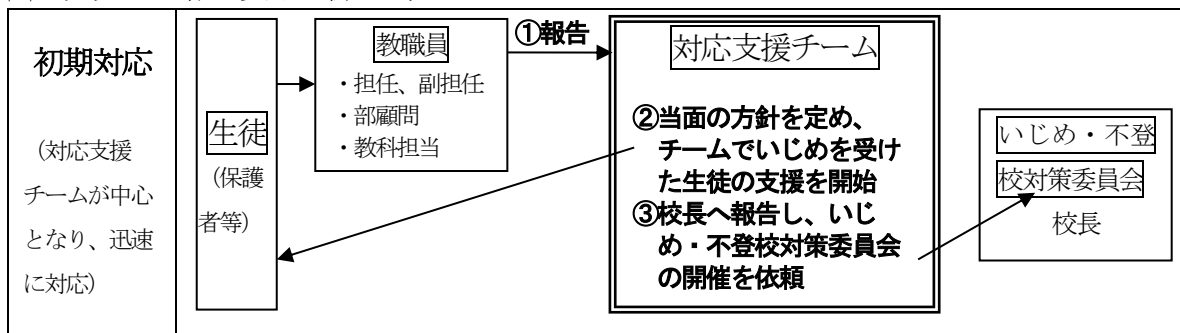 初期対応
(対応支援
チームが中心
となり、迅速
に対応)
生徒
(保護
者等)
教職員
・担任、副担任
・部顧問
・教科担当
①報告
対応支援チーム
②当面の方針を定め、
チームでいじめを受け
た生徒の支援を開始
③校長へ報告し、いじ
め・不登校対策委員会
の開催を依頼
いじめ・不登
校対策委員会
校長